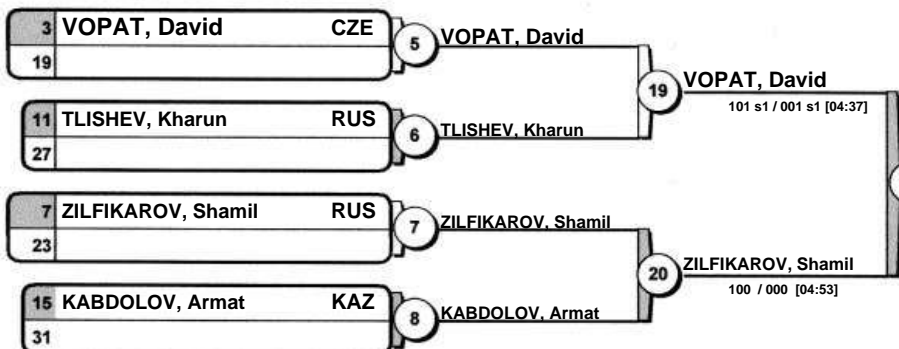 3 VOPAT, David CZE
19
5
VOPAT, David
11 TLISHEV, Kharun RUS
27
6
TLISHEV, Kharun
19
VOPAT, David
101 s1 / 001 s1 [04:37]
7 ZILFIKAROV, Shamil RUS
23
7
ZILFIKAROV, Shamil
15 KABDOLOV, Armat KAZ
31
8
KABDOLOV, Armat
20
ZILFIKAROV, Shamil
100 / 000 [04:53]